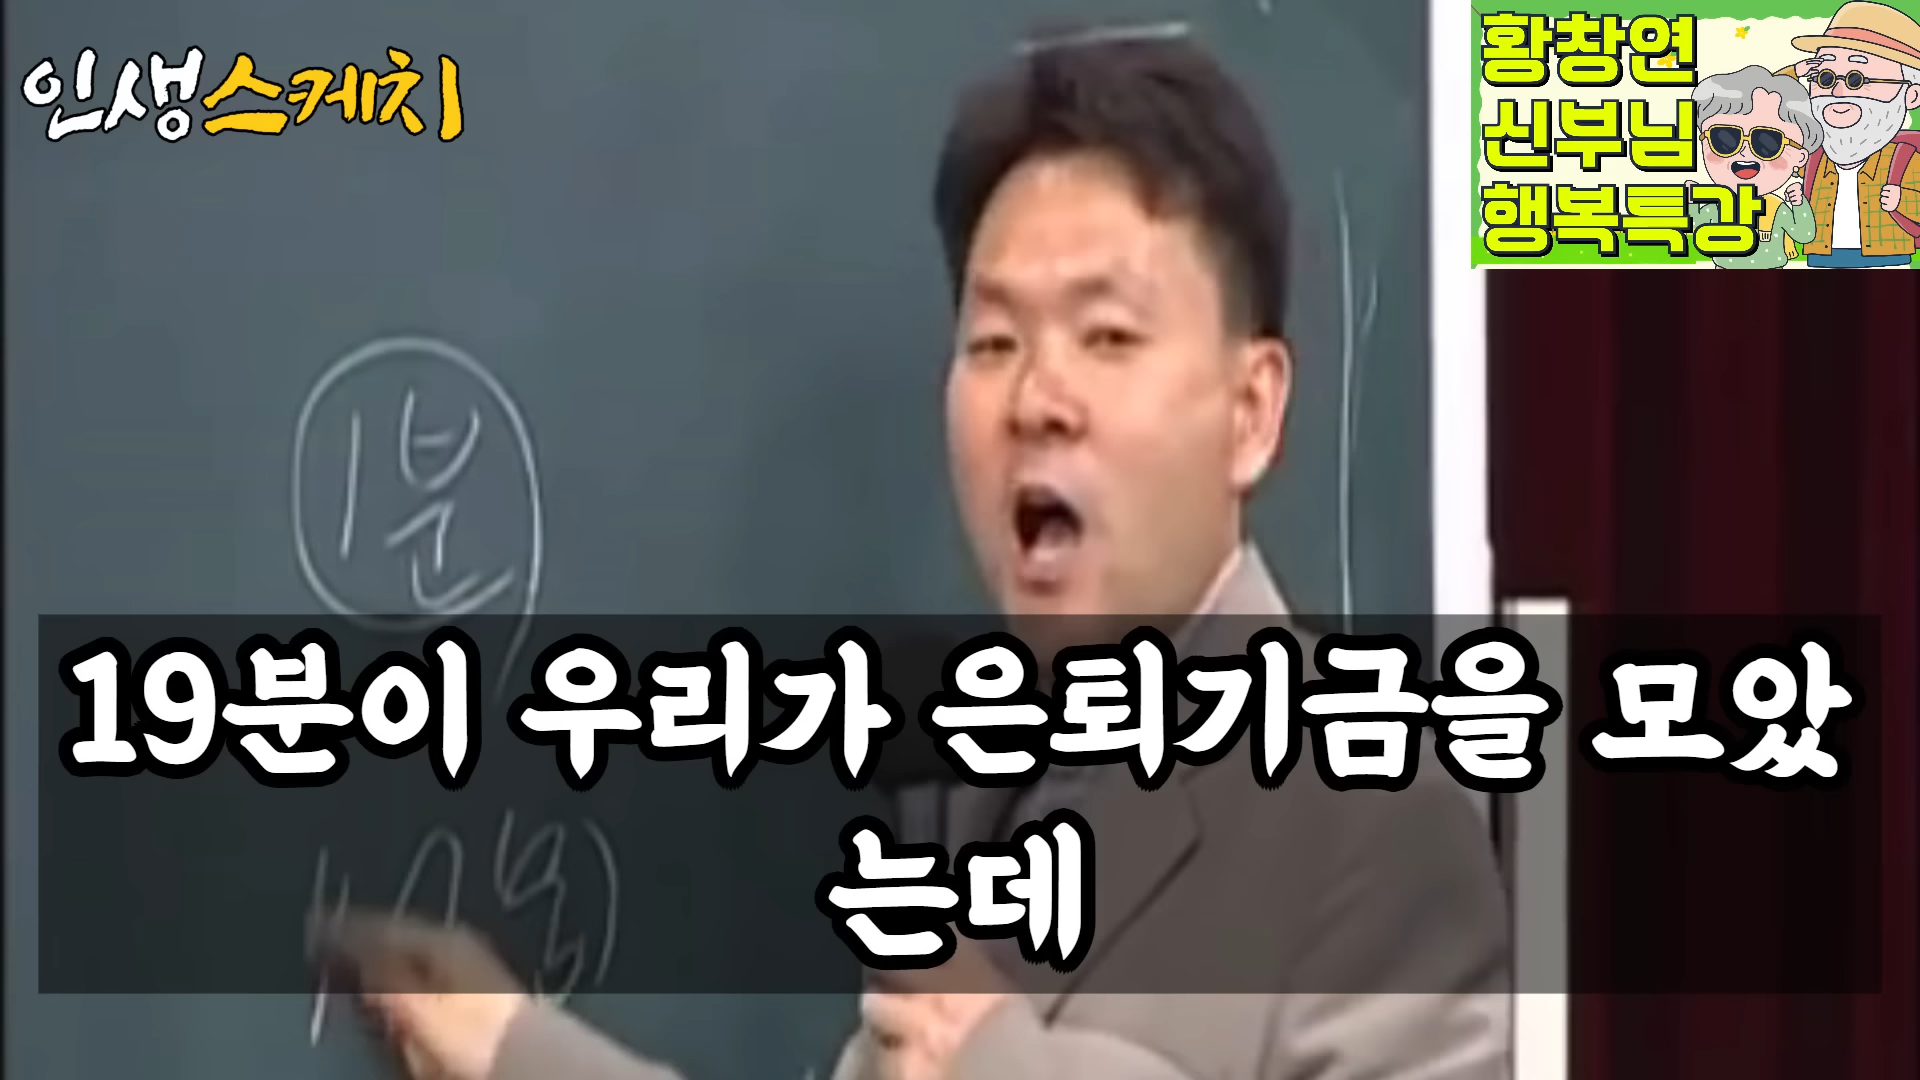 인생스케치
황창연
신부님
행복특강
1분
19분이 우리가 은퇴기금을 모았
는데